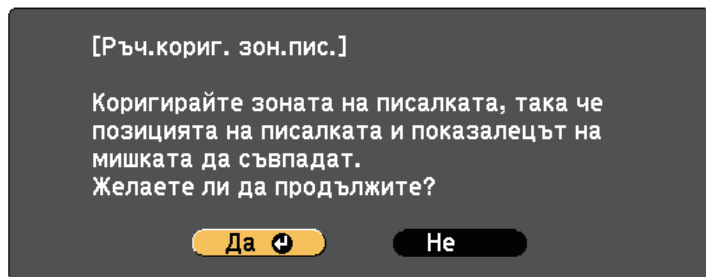 [Ръч.кориг. зон.пис.]
Коригирайте зоната на писалката, така че
позицията на писалката и показалецът на
мишката да съвпадат.
Желаете ли да продължите?
Да Не